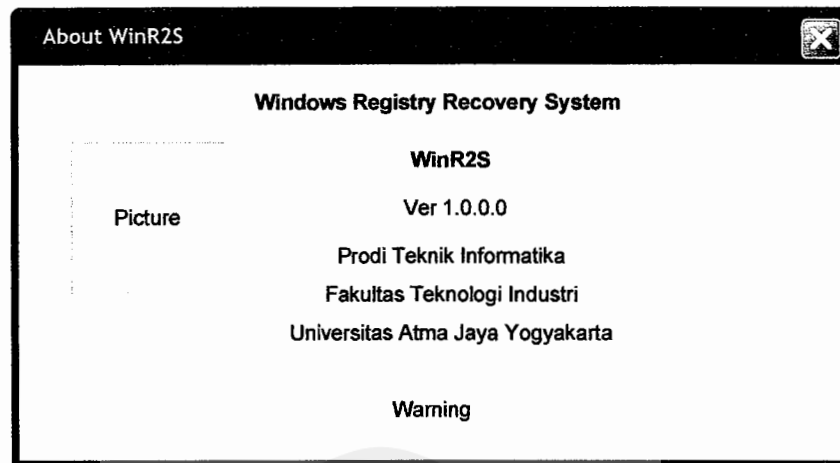 About WinR2S
Windows Registry Recovery System
WinR2S
Picture
Ver 1.0.0.0
Prodi Teknik Informatika
Fakultas Teknologi Industri
Universitas Atma Jaya Yogyakarta
Warning